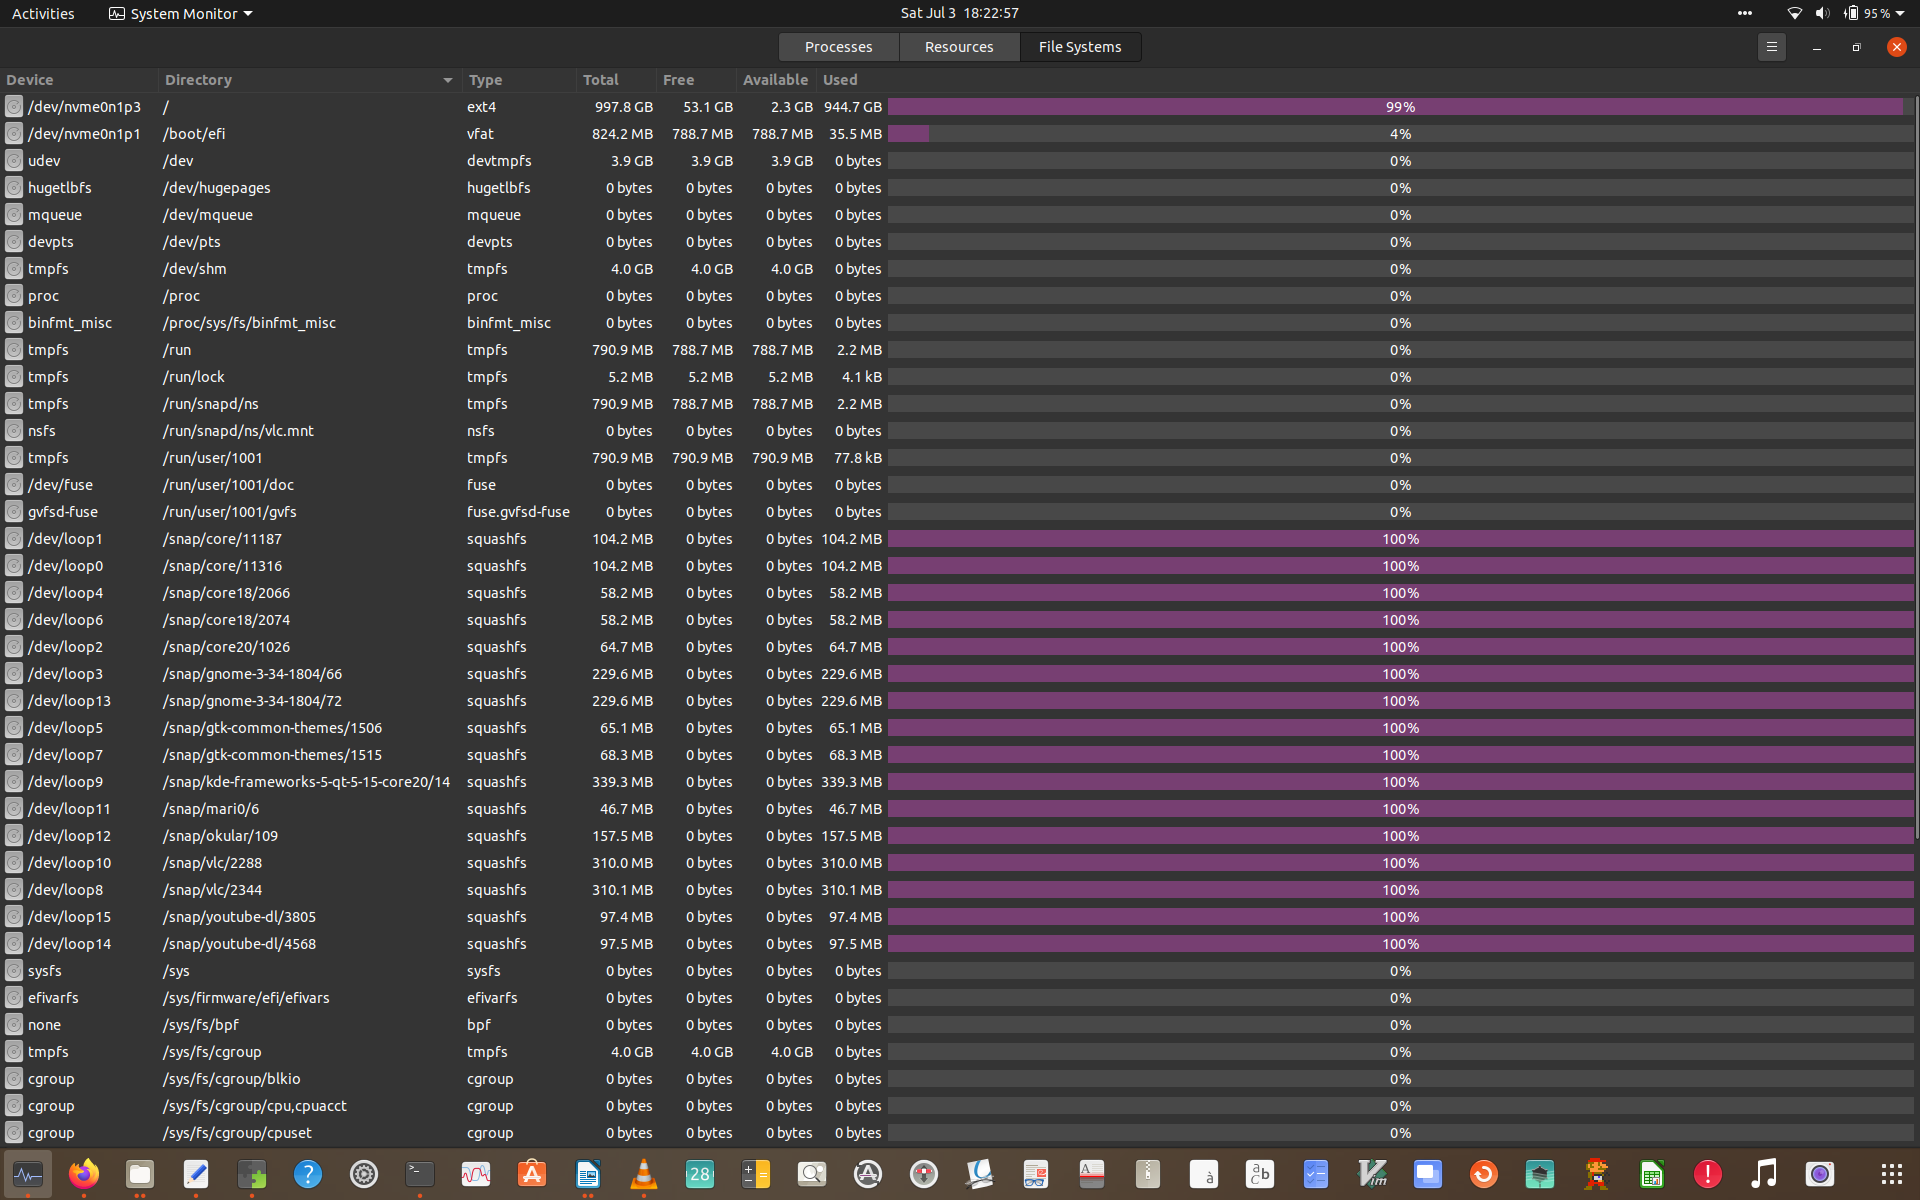 Activities System Monitor Sat Jul 3 18:22:57 95 %
Processes Resources File Systems
Device Directory Type Total Free Available Used
/dev/nvme0n1p3 / ext4 997.8 GB 53.1 GB 2.3 GB 944.7 GB 99%
/dev/nvme0n1p1 /boot/efi vfat 824.2 MB 788.7 MB 788.7 MB 35.5 MB 4%
udev /dev devtmpfs 3.9 GB 3.9 GB 3.9 GB 0 bytes 0%
hugetlbfs /dev/hugepages hugetlbfs 0 bytes 0 bytes 0 bytes 0 bytes 0%
mqueue /dev/mqueue mqueue 0 bytes 0 bytes 0 bytes 0 bytes 0%
devpts /dev/pts devpts 0 bytes 0 bytes 0 bytes 0 bytes 0%
tmpfs /dev/shm tmpfs 4.0 GB 4.0 GB 4.0 GB 0 bytes 0%
proc /proc proc 0 bytes 0 bytes 0 bytes 0 bytes 0%
binfmt_misc /proc/sys/fs/binfmt_misc binfmt_misc 0 bytes 0 bytes 0 bytes 0 bytes 0%
tmpfs /run tmpfs 790.9 MB 788.7 MB 788.7 MB 2.2 MB 0%
tmpfs /run/lock tmpfs 5.2 MB 5.2 MB 5.2 MB 4.1 kB 0%
tmpfs /run/snapd/ns tmpfs 790.9 MB 788.7 MB 788.7 MB 2.2 MB 0%
nsfs /run/snapd/ns/vlc.mnt nsfs 0 bytes 0 bytes 0 bytes 0 bytes 0%
tmpfs /run/user/1001 tmpfs 790.9 MB 790.9 MB 790.9 MB 77.8 kB 0%
/dev/fuse /run/user/1001/doc fuse 0 bytes 0 bytes 0 bytes 0 bytes 0%
gvfsd-fuse /run/user/1001/gvfs fuse.gvfsd-fuse 0 bytes 0 bytes 0 bytes 0 bytes 0%
/dev/loop1 /snap/core/11187 squashfs 104.2 MB 0 bytes 0 bytes 104.2 MB 100%
/dev/loop0 /snap/core/11316 squashfs 104.2 MB 0 bytes 0 bytes 104.2 MB 100%
/dev/loop4 /snap/core18/2066 squashfs 58.2 MB 0 bytes 0 bytes 58.2 MB 100%
/dev/loop6 /snap/core18/2074 squashfs 58.2 MB 0 bytes 0 bytes 58.2 MB 100%
/dev/loop2 /snap/core20/1026 squashfs 64.7 MB 0 bytes 0 bytes 64.7 MB 100%
/dev/loop3 /snap/gnome-3-34-1804/66 squashfs 229.6 MB 0 bytes 0 bytes 229.6 MB 100%
/dev/loop13 /snap/gnome-3-34-1804/72 squashfs 229.6 MB 0 bytes 0 bytes 229.6 MB 100%
/dev/loop5 /snap/gtk-common-themes/1506 squashfs 65.1 MB 0 bytes 0 bytes 65.1 MB 100%
/dev/loop7 /snap/gtk-common-themes/1515 squashfs 68.3 MB 0 bytes 0 bytes 68.3 MB 100%
/dev/loop9 /snap/kde-frameworks-5-qt-5-15-core20/14 squashfs 339.3 MB 0 bytes 0 bytes 339.3 MB 100%
/dev/loop11 /snap/mari0/6 squashfs 46.7 MB 0 bytes 0 bytes 46.7 MB 100%
/dev/loop12 /snap/okular/109 squashfs 157.5 MB 0 bytes 0 bytes 157.5 MB 100%
/dev/loop10 /snap/vlc/2288 squashfs 310.0 MB 0 bytes 0 bytes 310.0 MB 100%
/dev/loop8 /snap/vlc/2344 squashfs 310.1 MB 0 bytes 0 bytes 310.1 MB 100%
/dev/loop15 /snap/youtube-dl/3805 squashfs 97.4 MB 0 bytes 0 bytes 97.4 MB 100%
/dev/loop14 /snap/youtube-dl/4568 squashfs 97.5 MB 0 bytes 0 bytes 97.5 MB 100%
sysfs /sys sysfs 0 bytes 0 bytes 0 bytes 0 bytes 0%
efivarfs /sys/firmware/efi/efivars efivarfs 0 bytes 0 bytes 0 bytes 0 bytes 0%
none /sys/fs/bpf bpf 0 bytes 0 bytes 0 bytes 0 bytes 0%
tmpfs /sys/fs/cgroup tmpfs 4.0 GB 4.0 GB 4.0 GB 0 bytes 0%
cgroup /sys/fs/cgroup/blkio cgroup 0 bytes 0 bytes 0 bytes 0 bytes 0%
cgroup /sys/fs/cgroup/cpu,cpuacct cgroup 0 bytes 0 bytes 0 bytes 0 bytes 0%
cgroup /sys/fs/cgroup/cpuset cgroup 0 bytes 0 bytes 0 bytes 0 bytes 0%
28